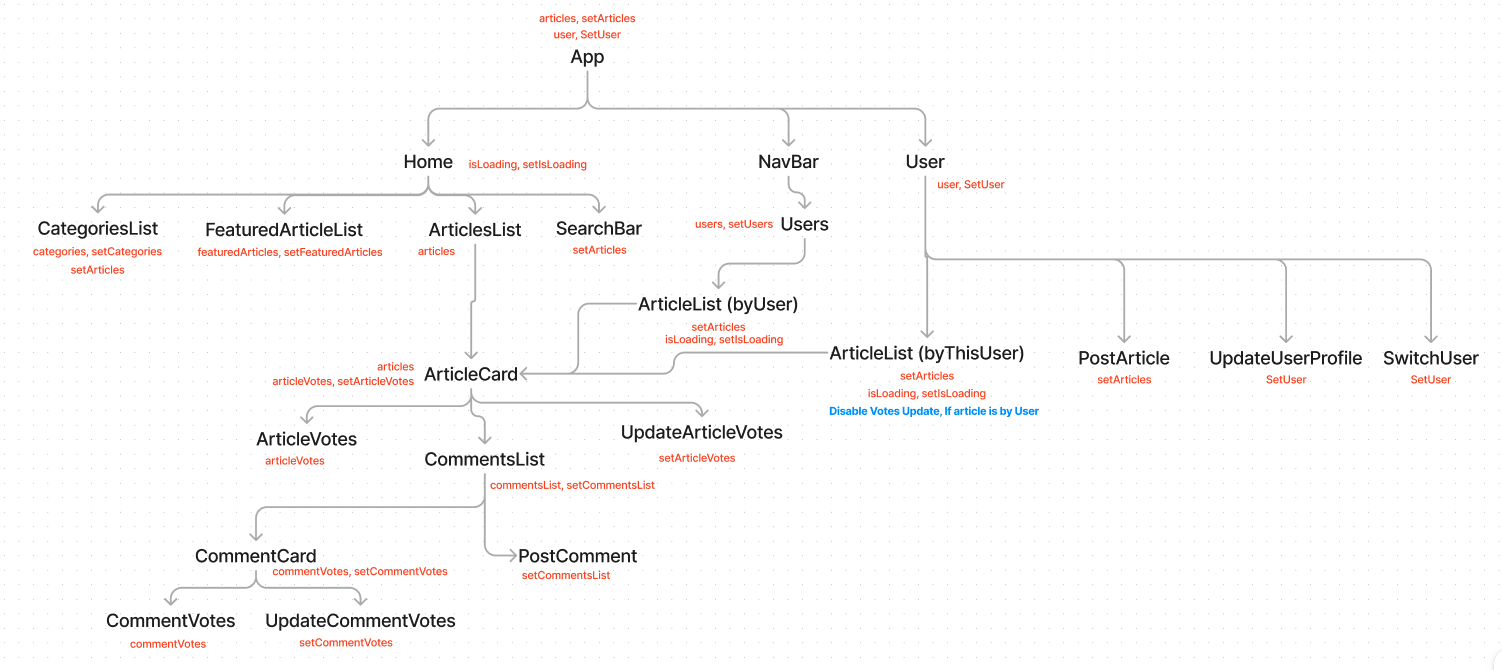 articles, setArticles
user, SetUser
App
Home
isLoading, setIsLoading
NavBar
User
user, SetUser
CategoriesList
categories, setCategories
setArticles
FeaturedArticleList
featuredArticles, setFeaturedArticles
ArticlesList
articles
SearchBar
setArticles
users, setUsers
Users
ArticleList (byUser)
setArticles
isLoading, setIsLoading
ArticleList (byThisUser)
setArticles
isLoading, setIsLoading
Disable Votes Update, If article is by User
PostArticle
setArticles
UpdateUserProfile
SetUser
SwitchUser
SetUser
articles
articleVotes, setArticleVotes
ArticleCard
ArticleVotes
articleVotes
CommentsList
commentsList, setCommentsList
UpdateArticleVotes
setArticleVotes
CommentCard
commentVotes, setCommentVotes
PostComment
setCommentsList
CommentVotes
commentVotes
UpdateCommentVotes
setCommentVotes